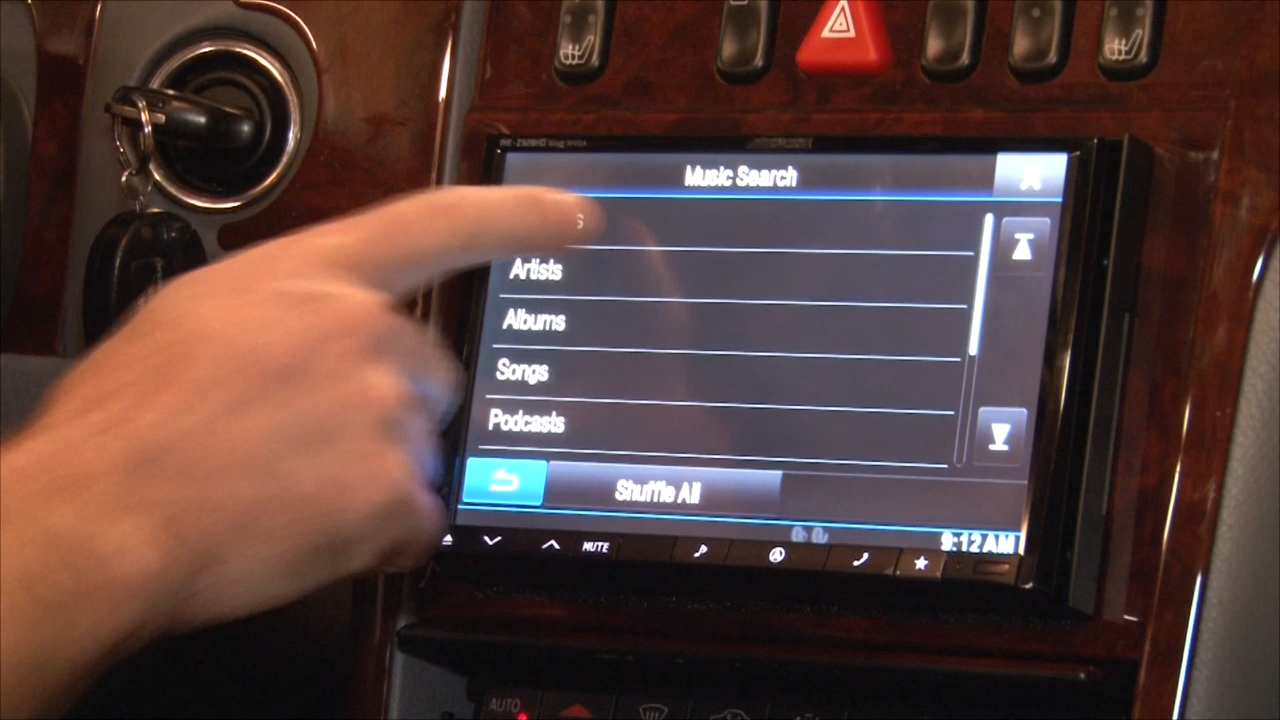 Music Search
s
Artists
Albums
Songs
Podcasts
Shuffle All
9:12AM
MUTE
AUTO